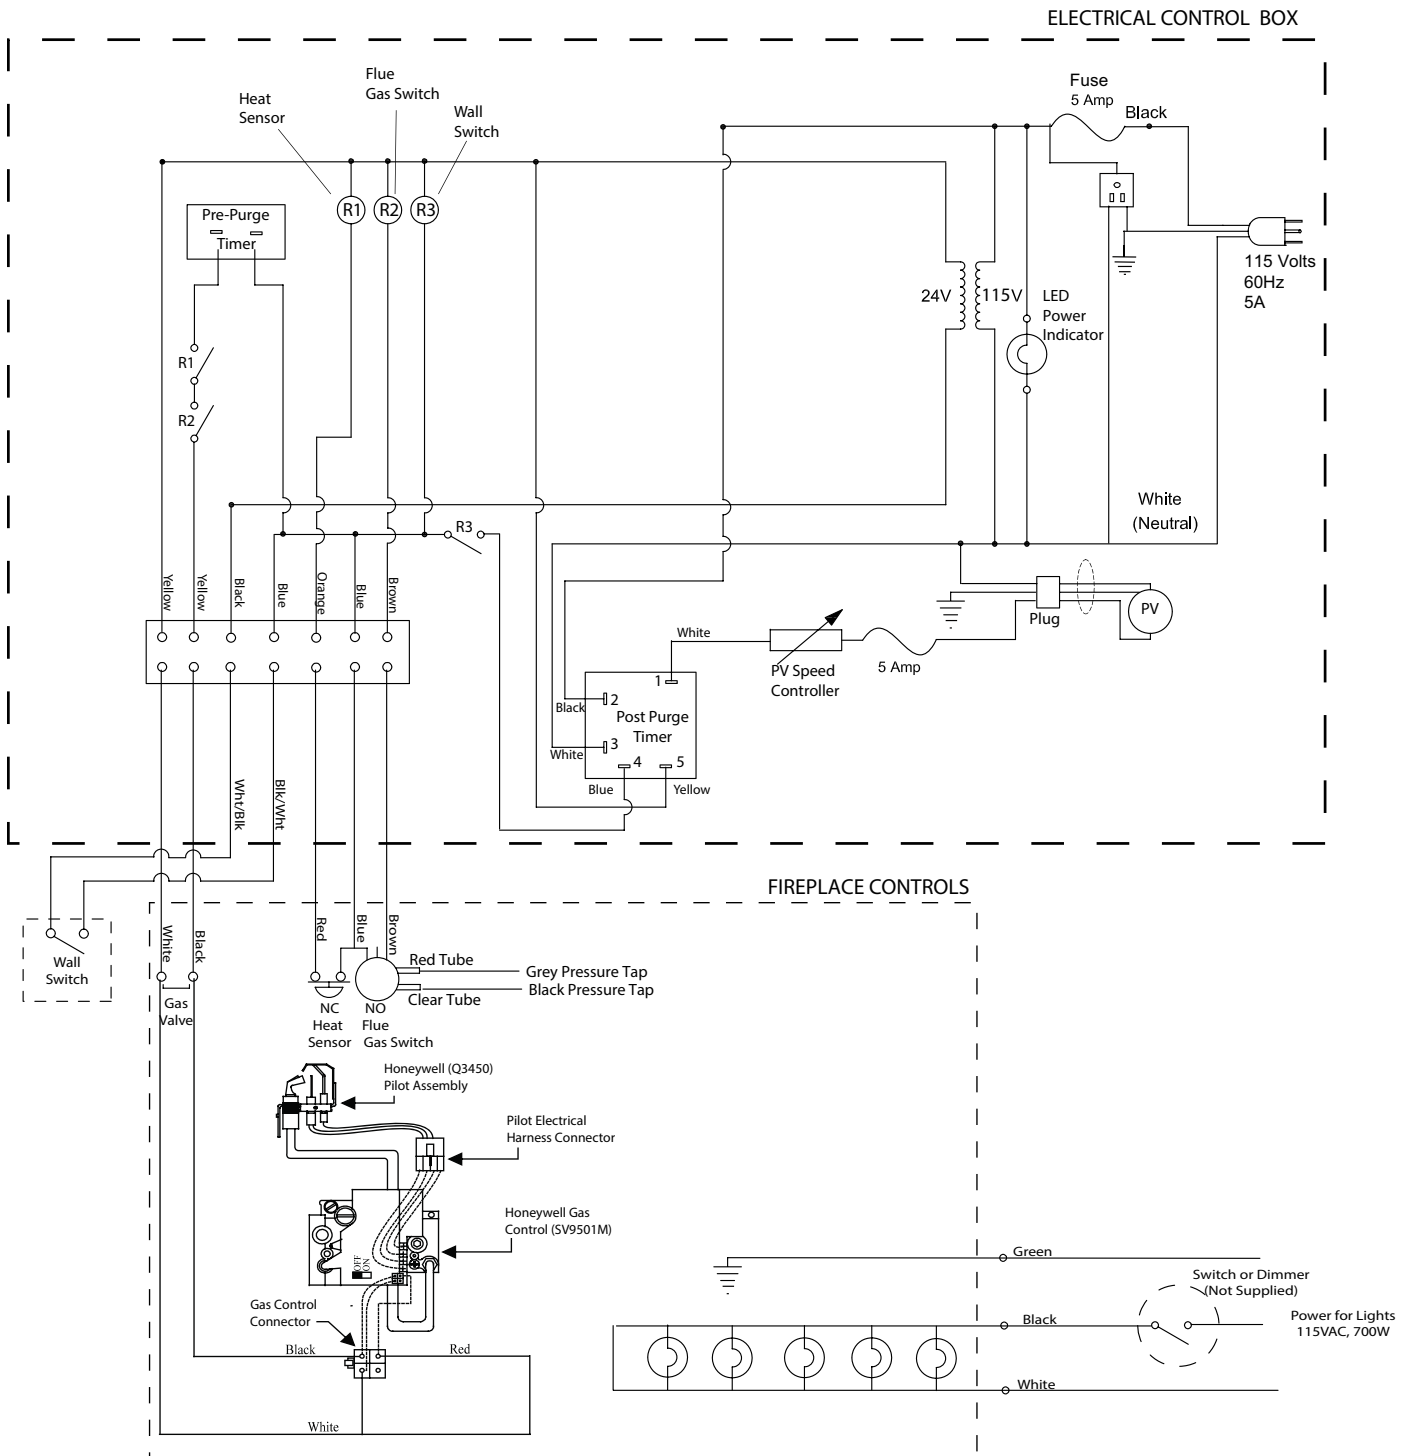 ELECTRICAL CONTROL BOX
Flue
Gas Switch
Heat
Sensor
Wall
Switch
Fuse
5 Amp
Black
R1
R2
R3
Pre-Purge
Timer
115 Volts
60Hz
5A
24V
115V
LED
Power
Indicator
R1
R2
White
(Neutral)
R3
Yellow
Yellow
Black
Blue
Orange
Blue
Brown
Plug
PV
White
PV Speed
Controller
5 Amp
1
2
Black
Post Purge
Timer
3
White
4
5
Blue
Yellow
Wht/Blk
Blk/Wht
FIREPLACE CONTROLS
Wall
Switch
White
Black
Red
Blue
Brown
Red Tube
Grey Pressure Tap
Black Pressure Tap
Clear Tube
Gas
Valve
NC
Heat
Sensor
NO
Flue
Gas Switch
Honeywell (Q3450)
Pilot Assembly
Pilot Electrical
Harness Connector
Honeywell Gas
Control (SV9501M)
OFF
ON
Gas Control
Connector
Black
Red
White
Green
Switch or Dimmer
(Not Supplied)
Black
Power for Lights
115VAC, 700W
White